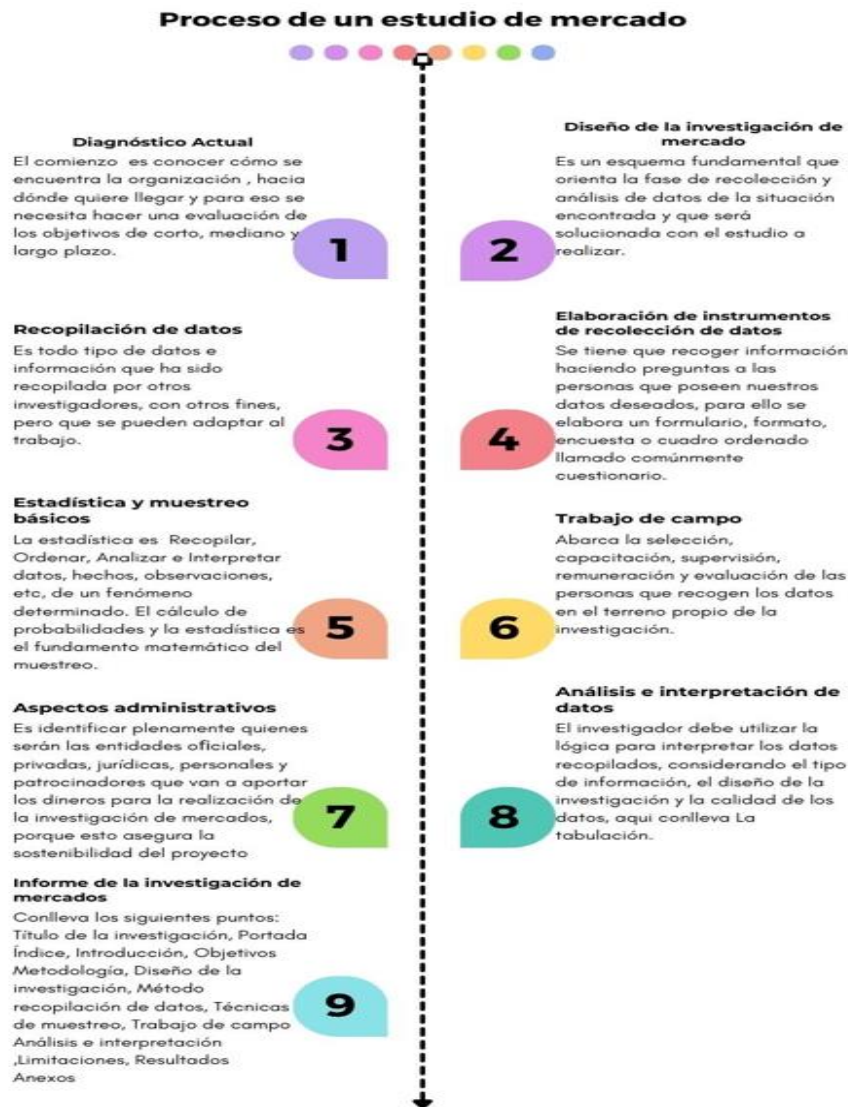 Proceso de un estudio de mercado
Diagnóstico Actual
El comienzo es conocer cómo se
encuentra la organización , hacia
dónde quiere llegar y para eso se
necesita hacer una evaluación de
los objetivos de corto, mediano y
largo plazo.
1
Diseño de la investigación de
mercado
Es un esquema fundamental que
orienta la fase de recolección y
análisis de datos de la situación
encontrada y que será
solucionada con el estudio a
realizar.
2
Recopilación de datos
Es todo tipo de datos e
información que ha sido
recopilada por otros
investigadores, con otros fines,
pero que se pueden adaptar al
trabajo.
3
Elaboración de instrumentos
de recolección de datos
Se tiene que recoger información
haciendo preguntas a las
personas que poseen nuestros
datos deseados, para ello se
elabora un formulario, formato,
encuesta o cuadro ordenado
llamado comúnmente
cuestionario.
4
Estadística y muestreo
básicos
La estadística es Recopilar,
Ordenar, Analizar e Interpretar
datos, hechos, observaciones,
etc, de un fenómeno
determinado. El cálculo de
probabilidades y la estadística es
el fundamento matemático del
muestreo.
5
Trabajo de campo
Abarca la selección,
capacitación, supervisión,
remuneración y evaluación de las
personas que recogen los datos
en el terreno propio de la
investigación.
6
Aspectos administrativos
Es identificar plenamente quienes
serán las entidades oficiales,
privadas, jurídicas, personales y
patrocinadores que van a aportar
los dineros para la realización de
la investigación de mercados,
porque esto asegura la
sostenibilidad del proyecto
7
Análisis e interpretación de
datos
El investigador debe utilizar la
lógica para interpretar los datos
recopilados, considerando el tipo
de información, el diseño de la
investigación y la calidad de los
datos, aqui conlleva La
tabulación.
8
Informe de la investigación de
mercados
Conlleva los siguientes puntos:
Título de la investigación, Portada
Índice, Introducción, Objetivos
Metodología, Diseño de la
investigación, Método
recopilación de datos, Técnicas
de muestreo, Trabajo de campo
Análisis e interpretación
,Limitaciones, Resultados
Anexos
9